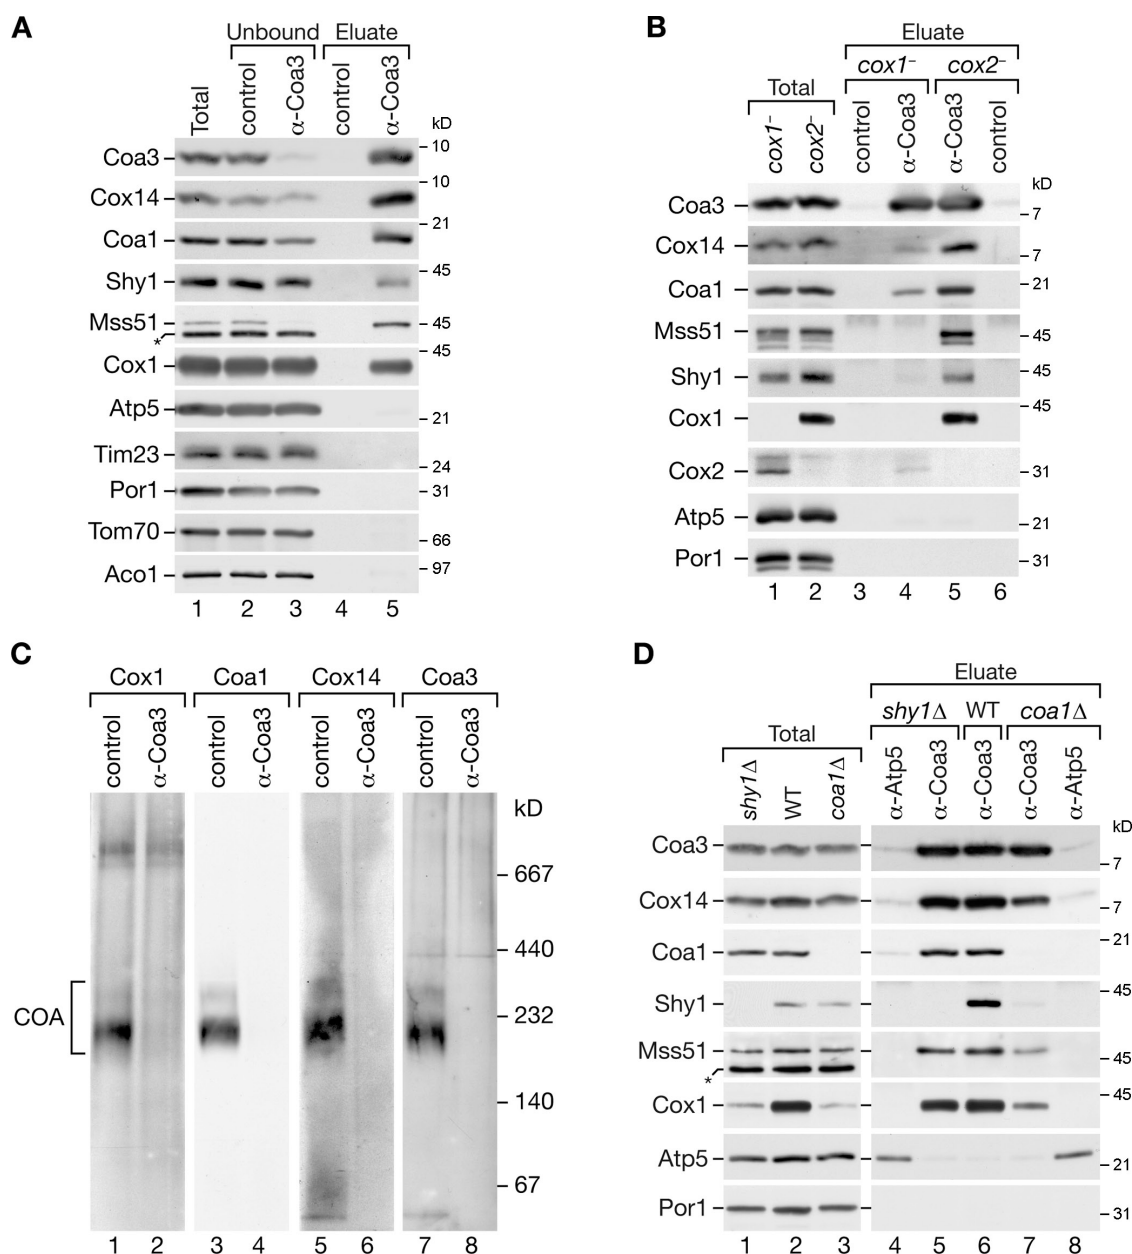 A
Unbound Eluate
Total control α-Coa3 control α-Coa3
kD
Coa3 10
Cox14 10
Coa1 21
Shy1 45
Mss51 45
*
Cox1 45
Atp5 21
Tim23 24
Por1 31
Tom70 66
Aco1 97
1 2 3 4 5
B
Eluate
cox1– cox2–
Total
cox1– cox2– control α-Coa3 α-Coa3 control
kD
Coa3 7
Cox14 7
Coa1 21
Mss51 45
Shy1 45
Cox1 45
Cox2 31
Atp5 21
Por1 31
1 2 3 4 5 6
C
Cox1 Coa1 Cox14 Coa3
control α-Coa3 control α-Coa3 control α-Coa3 control α-Coa3
kD
667
440
COA 232
140
67
1 2 3 4 5 6 7 8
D
Eluate
shy1Δ WT coa1Δ
Total
shy1Δ WT coa1Δ α-Atp5 α-Coa3 α-Coa3 α-Coa3 α-Atp5
kD
Coa3 7
Cox14 7
Coa1 21
Shy1 45
Mss51 45
*
Cox1 45
Atp5 21
Por1 31
1 2 3 4 5 6 7 8